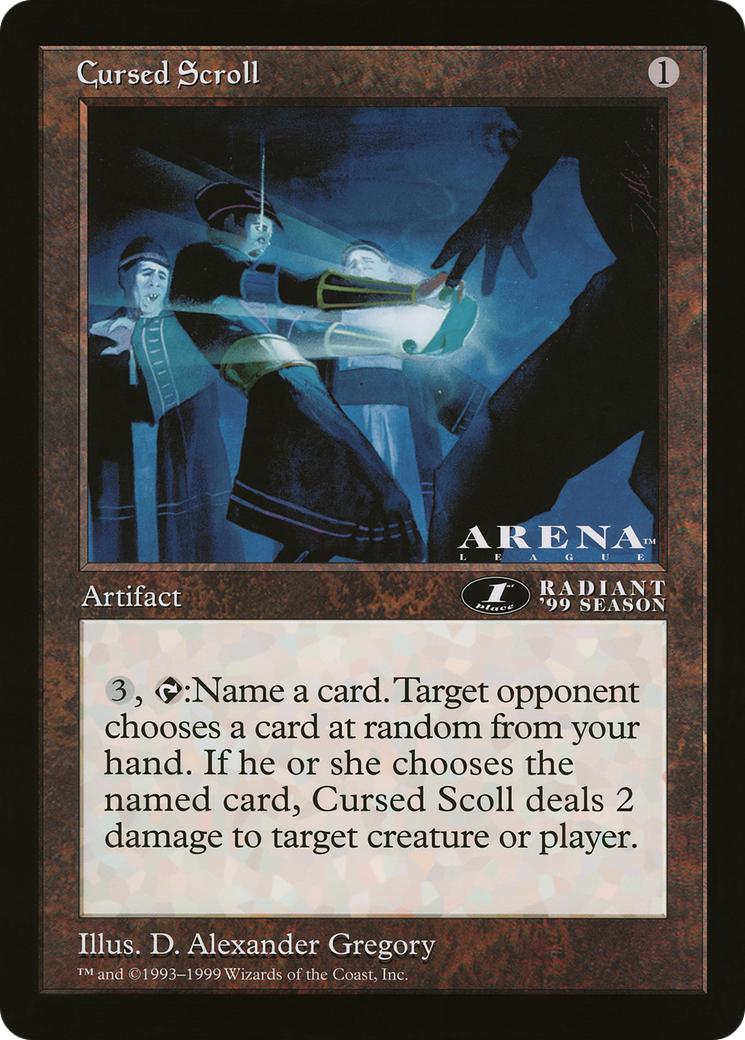 Cursed Scroll
1
ARENA™
LEAGUE
1st
place
RADIANT
'99 SEASON
Artifact
3, :Name a card. Target opponent
chooses a card at random from your
hand. If he or she chooses the
named card, Cursed Scoll deals 2
damage to target creature or player.
Illus. D. Alexander Gregory
™ and ©1993–1999 Wizards of the Coast, Inc.